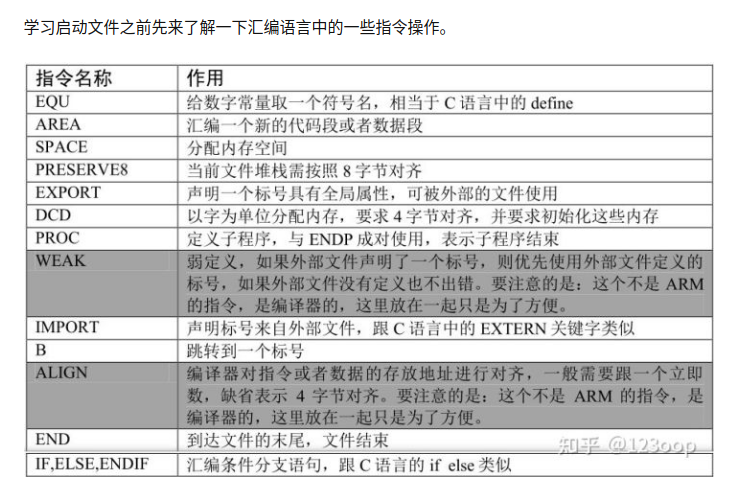 学习启动文件之前先来了解一下汇编语言中的一些指令操作。
指令名称 作用
EQU 给数字常量取一个符号名，相当于 C 语言中的 define
AREA 汇编一个新的代码段或者数据段
SPACE 分配内存空间
PRESERVE8 当前文件堆栈需按照 8 字节对齐
EXPORT 声明一个标号具有全局属性，可被外部的文件使用
DCD 以字为单位分配内存，要求 4 字节对齐，并要求初始化这些内存
PROC 定义子程序，与 ENDP 成对使用，表示子程序结束
WEAK 弱定义，如果外部文件声明了一个标号，则优先使用外部文件定义的
标号，如果外部文件没有定义也不出错。要注意的是：这个不是 ARM
的指令，是编译器的，这里放在一起只是为了方便。
IMPORT 声明标号来自外部文件，跟 C 语言中的 EXTERN 关键字类似
B 跳转到一个标号
ALIGN 编译器对指令或者数据的存放地址进行对齐，一般需要跟一个立即
数，缺省表示 4 字节对齐。要注意的是：这个不是 ARM 的指令，是
编译器的，这里放在一起只是为了方便。
END 到达文件的末尾，文件结束
知乎 @123oop
IF,ELSE,ENDIF 汇编条件分支语句，跟 C 语言的 if else 类似